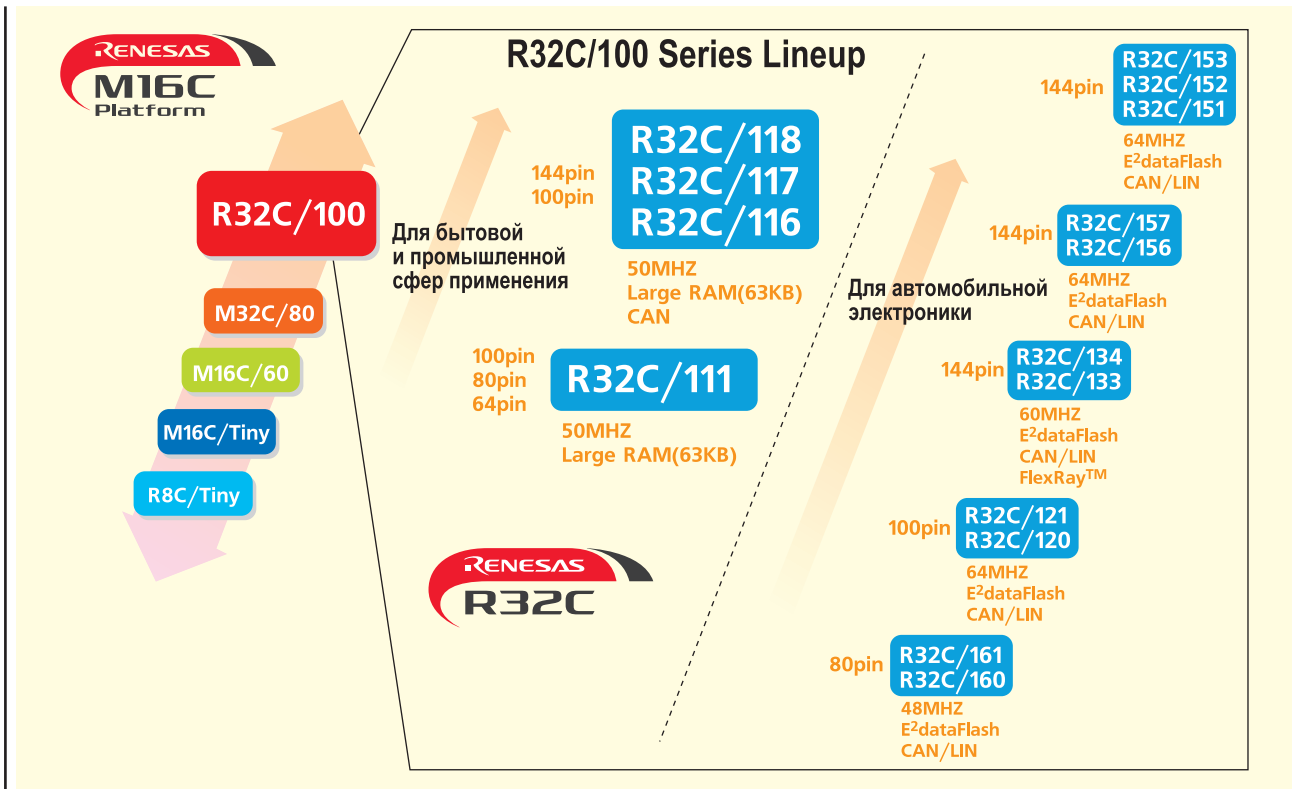 RENESAS
M16C
Platform
R32C/100
M32C/80
M16C/60
M16C/Tiny
R8C/Tiny
R32C/100 Series Lineup
Для бытовой
и промышленной
сфер применения
144pin
100pin
R32C/118
R32C/117
R32C/116
50MHZ
Large RAM(63KB)
CAN
100pin
80pin
64pin
R32C/111
50MHZ
Large RAM(63KB)
RENESAS
R32C
Для автомобильной
электроники
144pin
R32C/153
R32C/152
R32C/151
64MHZ
E²dataFlash
CAN/LIN
144pin
R32C/157
R32C/156
64MHZ
E²dataFlash
CAN/LIN
144pin
R32C/134
R32C/133
60MHZ
E²dataFlash
CAN/LIN
FlexRay™
100pin
R32C/121
R32C/120
64MHZ
E²dataFlash
CAN/LIN
80pin
R32C/161
R32C/160
48MHZ
E²dataFlash
CAN/LIN